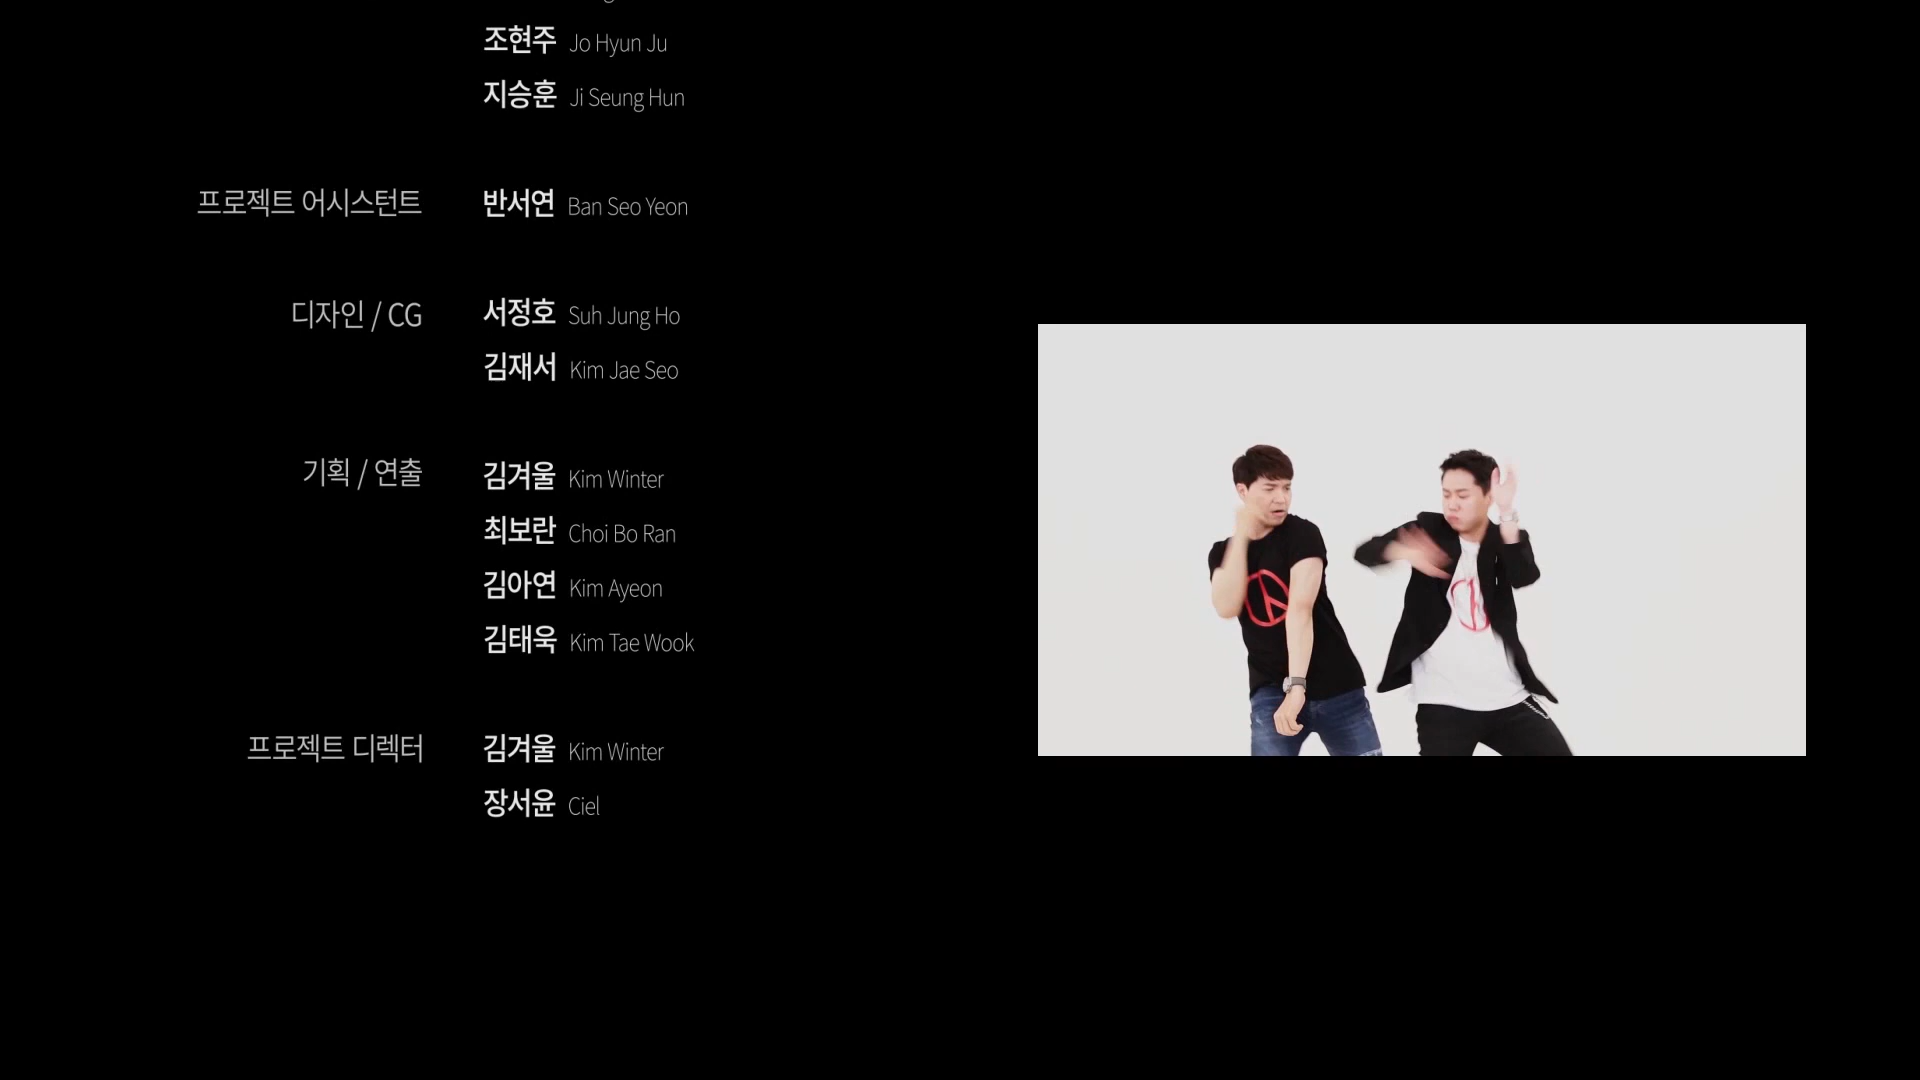 조현주 Jo Hyun Ju
지승훈 Ji Seung Hun
프로젝트 어시스턴트 반서연 Ban Seo Yeon
디자인 / CG 서정호 Suh Jung Ho
김재서 Kim Jae Seo
기획 / 연출 김겨울 Kim Winter
최보란 Choi Bo Ran
김아연 Kim Ayeon
김태욱 Kim Tae Wook
프로젝트 디렉터 김겨울 Kim Winter
장서윤 Ciel